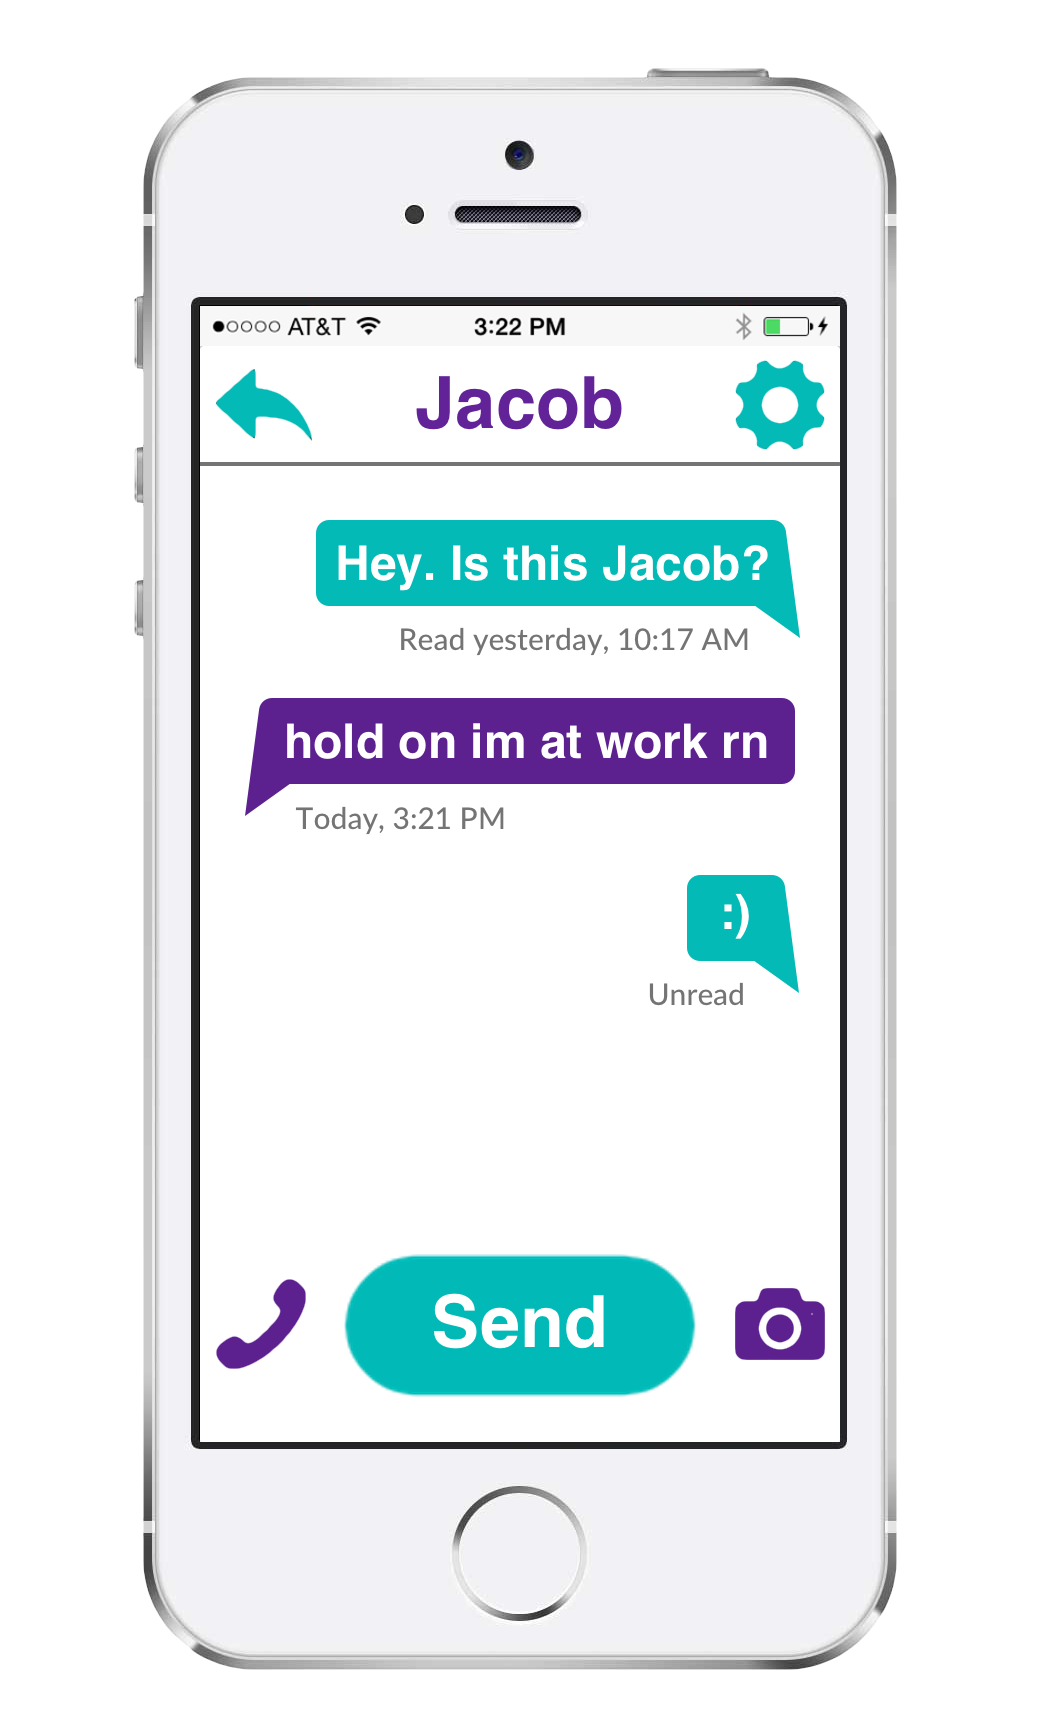 AT&T 3:22 PM
Jacob
Hey. Is this Jacob?
Read yesterday, 10:17 AM
hold on im at work rn
Today, 3:21 PM
:)
Unread
Send